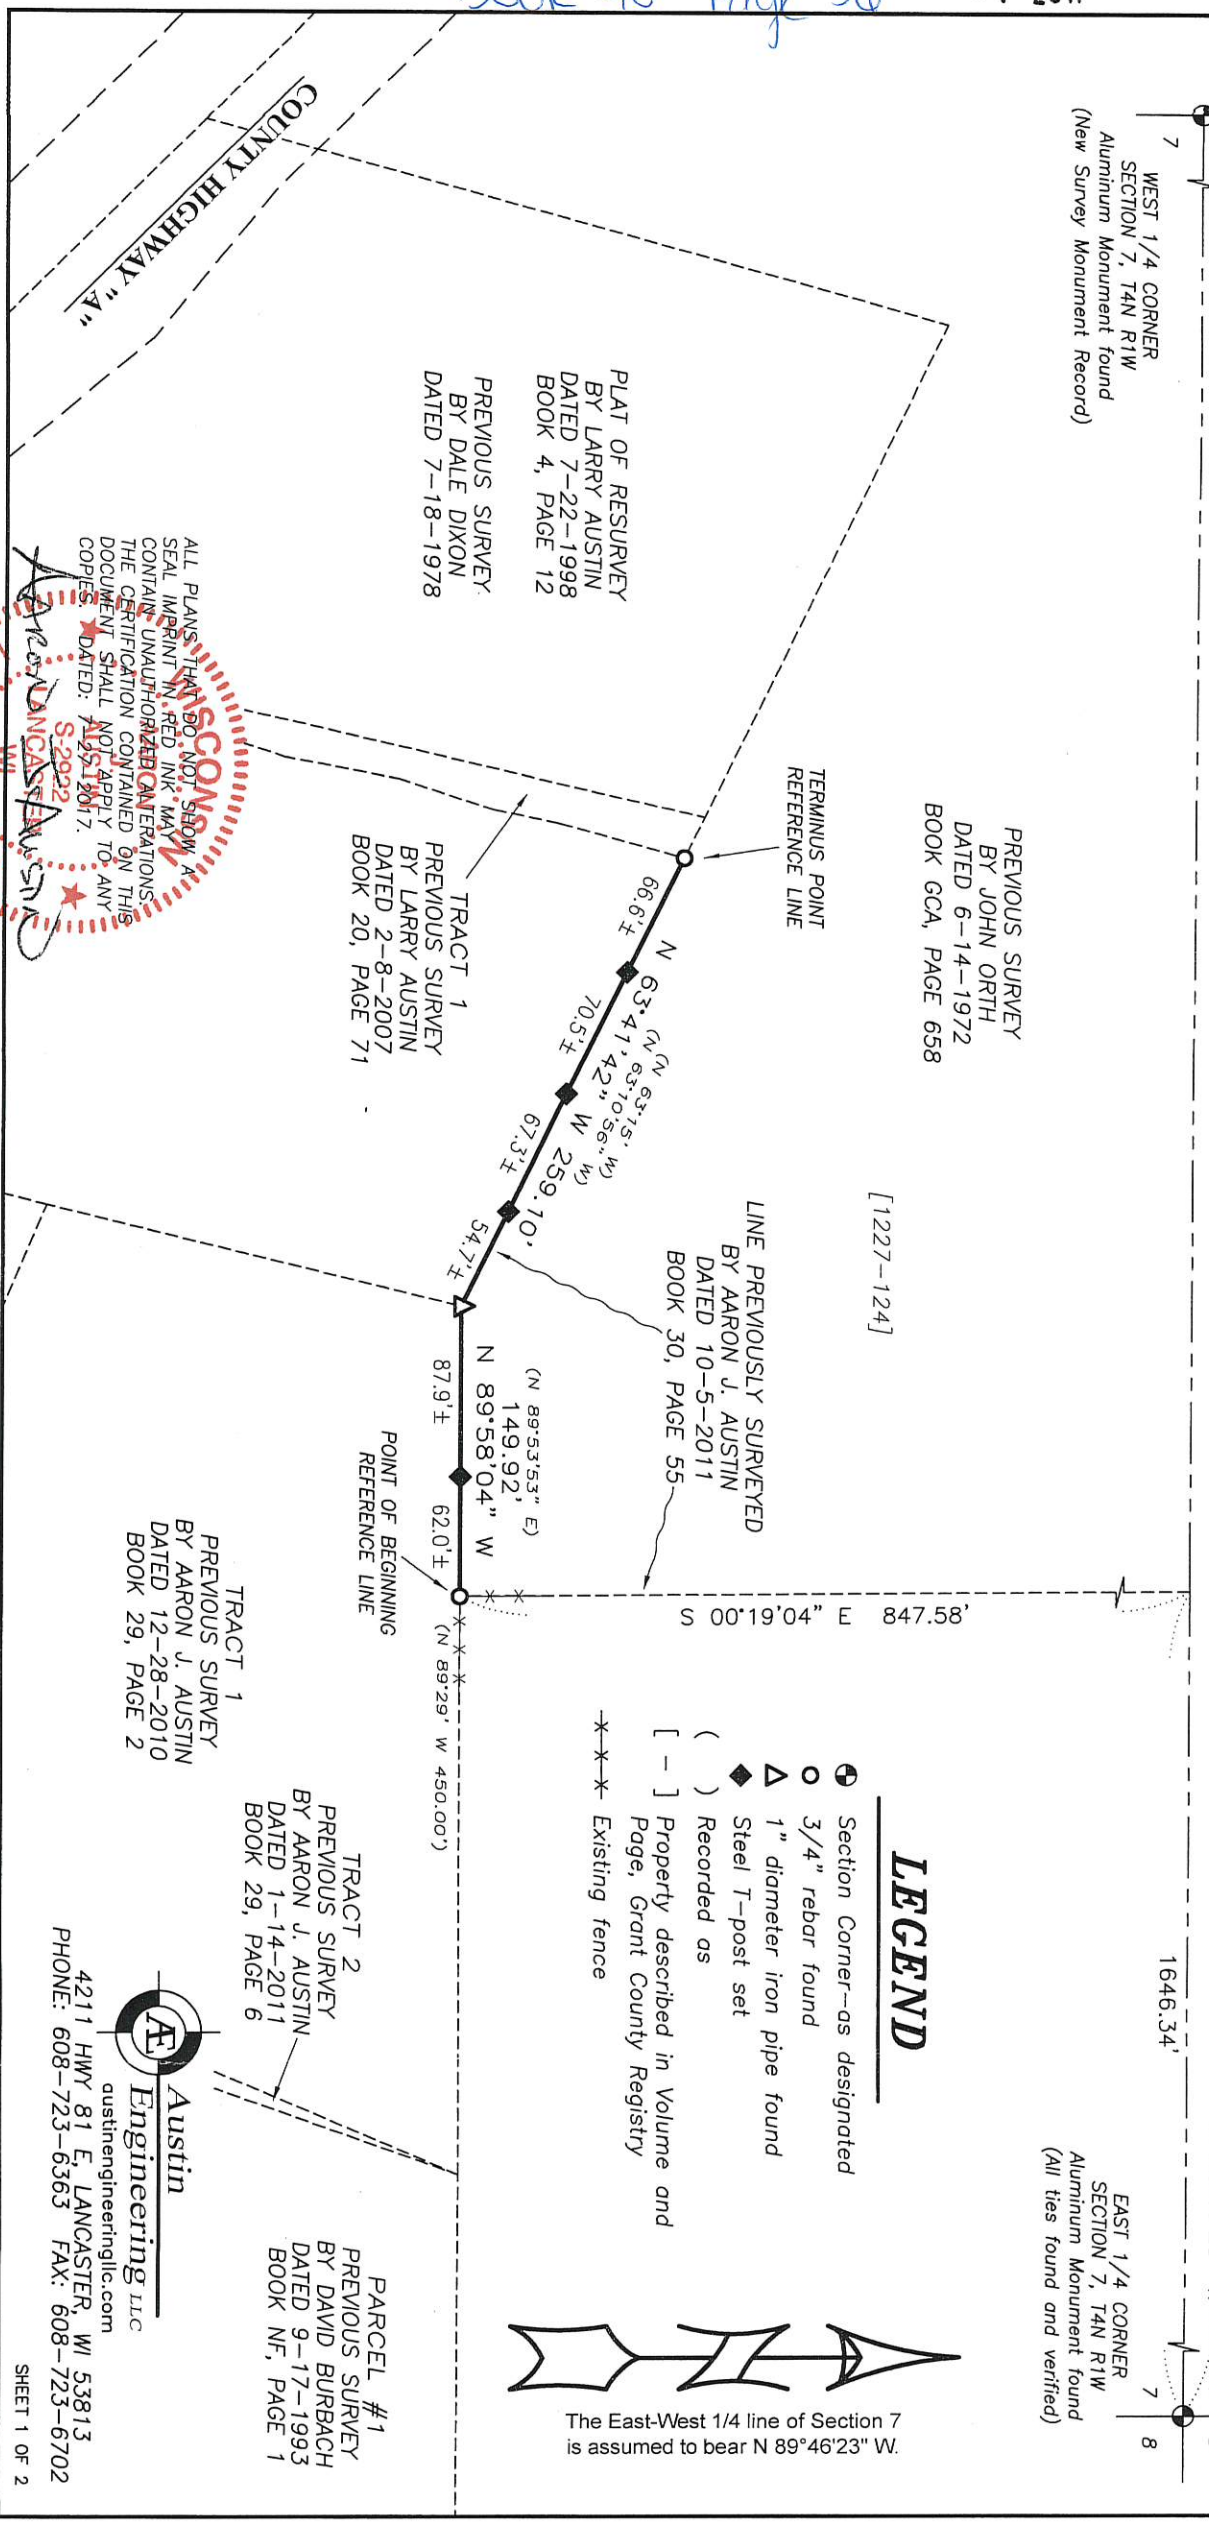 7
WEST 1/4 CORNER
SECTION 7, T4N R1W
Aluminum Monument found
(New Survey Monument Record)
1646.34'
EAST 1/4 CORNER
SECTION 7, T4N R1W
Aluminum Monument found
(All ties found and verified)
7
8
COUNTY HIGHWAY "A"
PLAT OF RESURVEY
BY LARRY AUSTIN
DATED 7-22-1998
BOOK 4, PAGE 12
PREVIOUS SURVEY
BY DALE DIXON
DATED 7-18-1978
PREVIOUS SURVEY
BY JOHN ORTH
DATED 6-14-1972
BOOK GCA, PAGE 658
[1227-124]
TERMINUS POINT
REFERENCE LINE
66.6'±
70.5'±
67.3'±
54.7'±
(N 63°15' W)
(N 63°10'56" W)
N 63°41'42" W 259.10'
TRACT 1
PREVIOUS SURVEY
BY LARRY AUSTIN
DATED 2-8-2007
BOOK 20, PAGE 71
LINE PREVIOUSLY SURVEYED
BY AARON J. AUSTIN
DATED 10-5-2011
BOOK 30, PAGE 55
(N 89°53'53" E)
149.92'
N 89°58'04" W
87.9'±
62.0'±
POINT OF BEGINNING
REFERENCE LINE
S 00°19'04" E 847.58'
(N 89°29' W 450.00')
TRACT 1
PREVIOUS SURVEY
BY AARON J. AUSTIN
DATED 12-28-2010
BOOK 29, PAGE 2
TRACT 2
PREVIOUS SURVEY
BY AARON J. AUSTIN
DATED 1-14-2011
BOOK 29, PAGE 6
PARCEL #1
PREVIOUS SURVEY
BY DAVID BURBACH
DATED 9-17-1993
BOOK NF, PAGE 1
LEGEND
Section Corner-as designated
3/4" rebar found
1" diameter iron pipe found
Steel T-post set
( ) Recorded as
[ - ] Property described in Volume and
Page, Grant County Registry
Existing fence
The East-West 1/4 line of Section 7
is assumed to bear N 89°46'23" W.
ALL PLANS THAT DO NOT SHOW A
SEAL IMPRINT IN RED INK MAY
CONTAIN UNAUTHORIZED ALTERATIONS.
THE CERTIFICATION CONTAINED ON THIS
DOCUMENT SHALL NOT APPLY TO ANY
COPIES. DATED: 7-27-2017.
WISCONSIN
AARON J.
AUSTIN
S-2922
LANCASTER
WI
Aaron J Austin
Æ
Austin
Engineering LLC
austinengineeringllc.com
4211 HWY 81 E, LANCASTER, WI 53813
PHONE: 608-723-6363 FAX: 608-723-6702
SHEET 1 OF 2